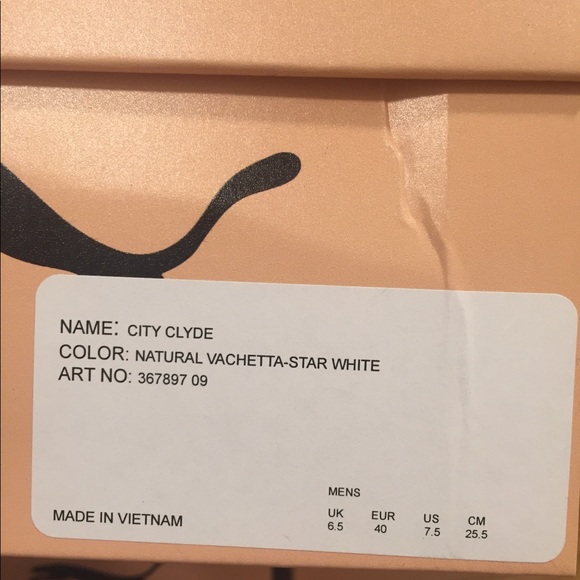 NAME: CITY CLYDE
COLOR: NATURAL VACHETTA-STAR WHITE
ART NO: 367897 09
MENS
UK EUR US CM
6.5 40 7.5 25.5
MADE IN VIETNAM